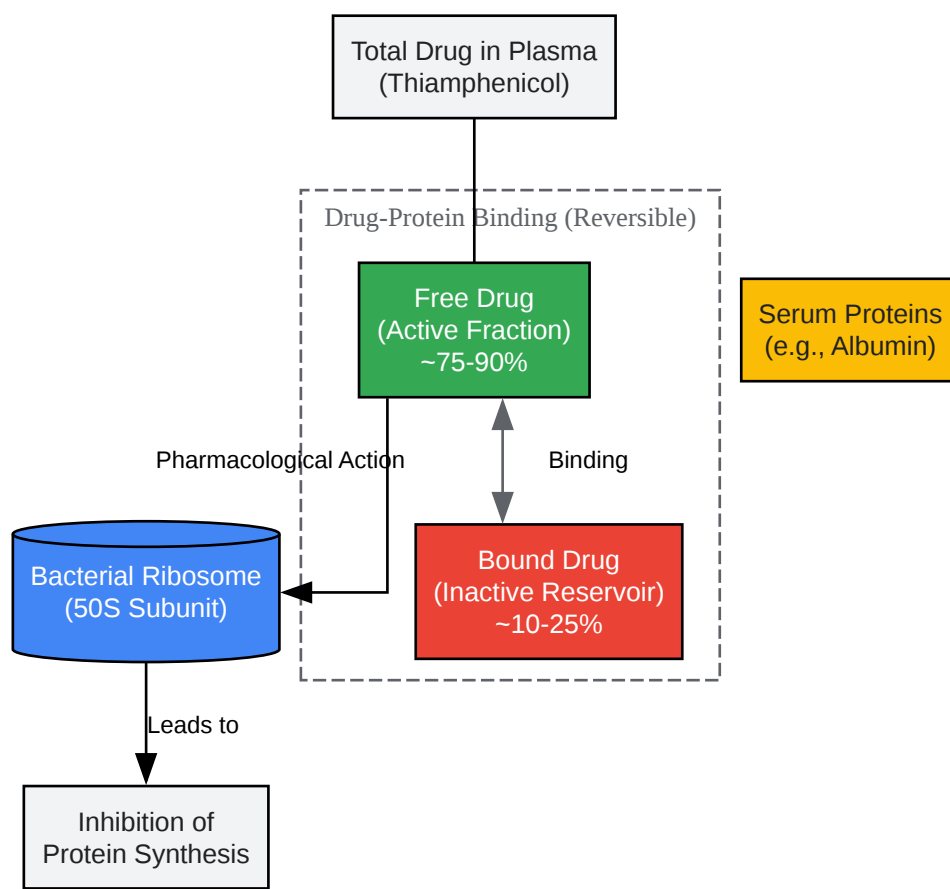 Total Drug in Plasma
(Thiamphenicol)
Drug-Protein Binding (Reversible)
Free Drug
(Active Fraction)
~75-90%
Serum Proteins
(e.g., Albumin)
Pharmacological Action
Binding
Bacterial Ribosome
(50S Subunit)
Bound Drug
(Inactive Reservoir)
~10-25%
Leads to
Inhibition of
Protein Synthesis